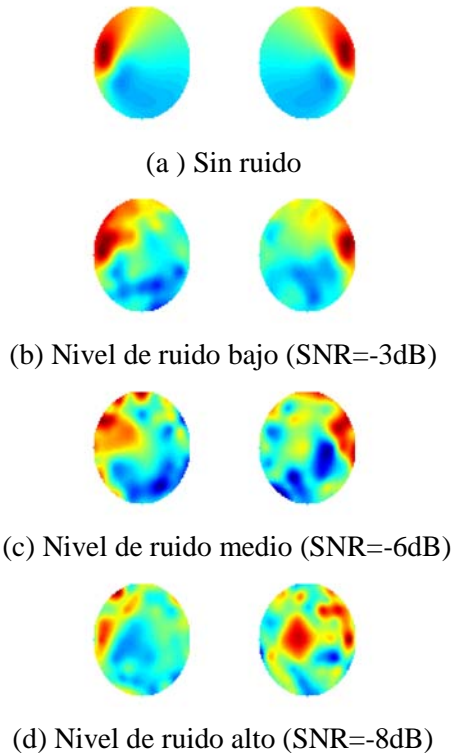 (a ) Sin ruido
(b) Nivel de ruido bajo (SNR=-3dB)
(c) Nivel de ruido medio (SNR=-6dB)
(d) Nivel de ruido alto (SNR=-8dB)